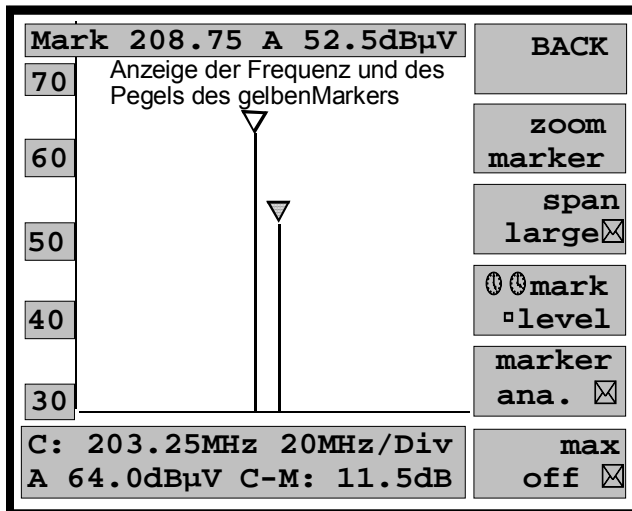 Mark 208.75 A 52.5dBµV
Anzeige der Frequenz und des
Pegels des gelbenMarkers
70
60
50
40
30
C: 203.25MHz 20MHz/Div
A 64.0dBµV C-M: 11.5dB
BACK
zoom
marker
span
large✉
🕔🕓mark
▫level
marker
ana. ✉
max
off ✉